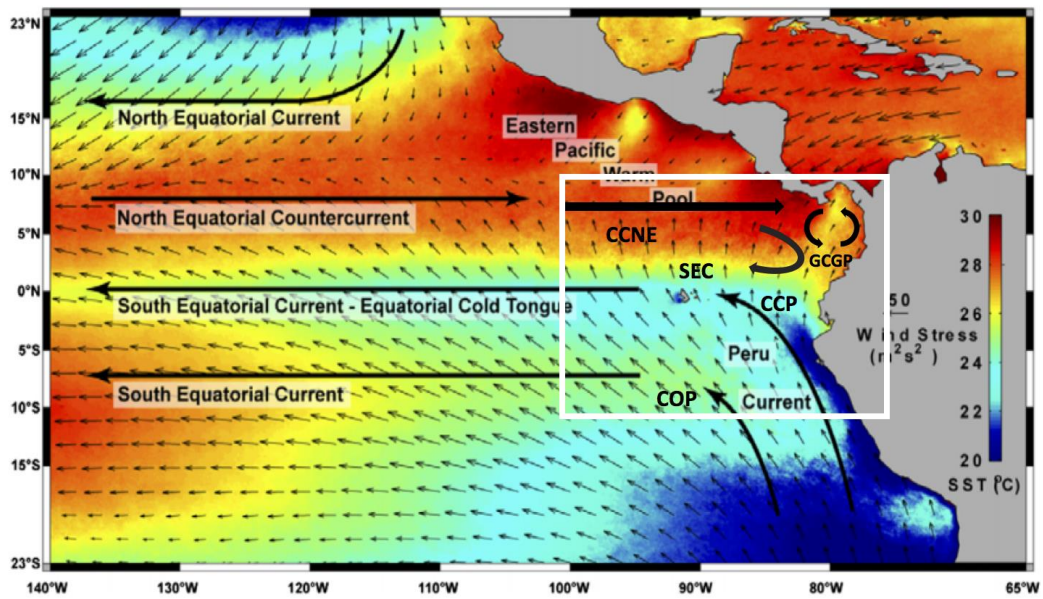 23°N
15°N
10°N
5°N
0°N
5°S
10°S
15°S
23°S
140°W
130°W
120°W
110°W
100°W
90°W
80°W
65°W
North Equatorial Current
Eastern
Pacific
Warm
Pool
North Equatorial Countercurrent
CCNE
GCGP
SEC
South Equatorial Current - Equatorial Cold Tongue
CCP
Peru
Current
South Equatorial Current
COP
50
Wind Stress
(m²s²)
30
28
26
24
22
20
SST (°C)